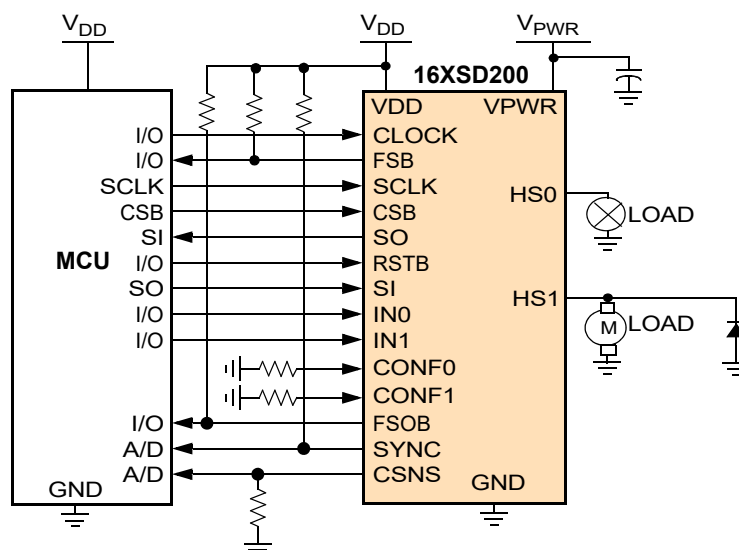 VDD VDD VPWR
16XSD200
VDD VPWR
I/O CLOCK
I/O FSB
SCLK SCLK
HS0
CSB CSB
LOAD
SI SO
MCU
I/O RSTB
SO SI
HS1
I/O IN0
M LOAD
I/O IN1
CONF0
CONF1
I/O FSOB
A/D SYNC
A/D CSNS
GND GND